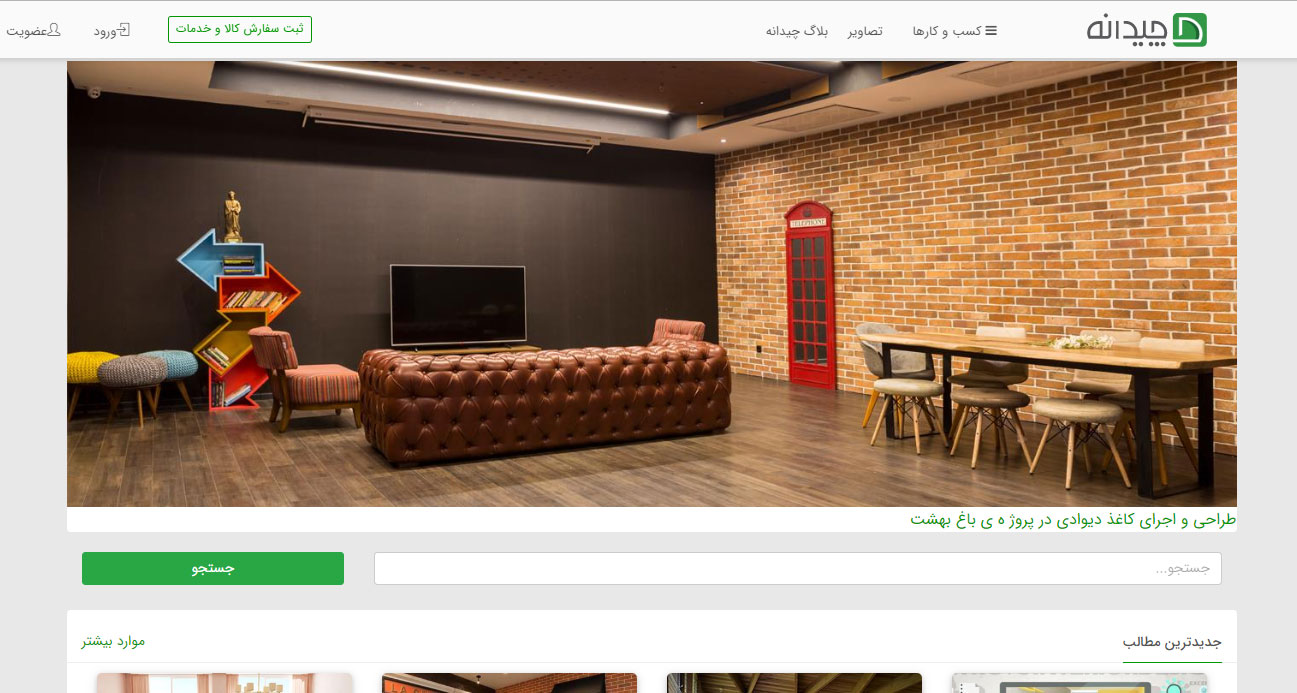 چیدانه
کسب و کارها
تصاویر
بلاگ چیدانه
ثبت سفارش کالا و خدمات
ورود
عضویت
TELEPHONE
طراحی و اجرای کاغذ دیوادی در پروژ ه ی باغ بهشت
جستجو...
جستجو
جدیدترین مطالب
موارد بیشتر